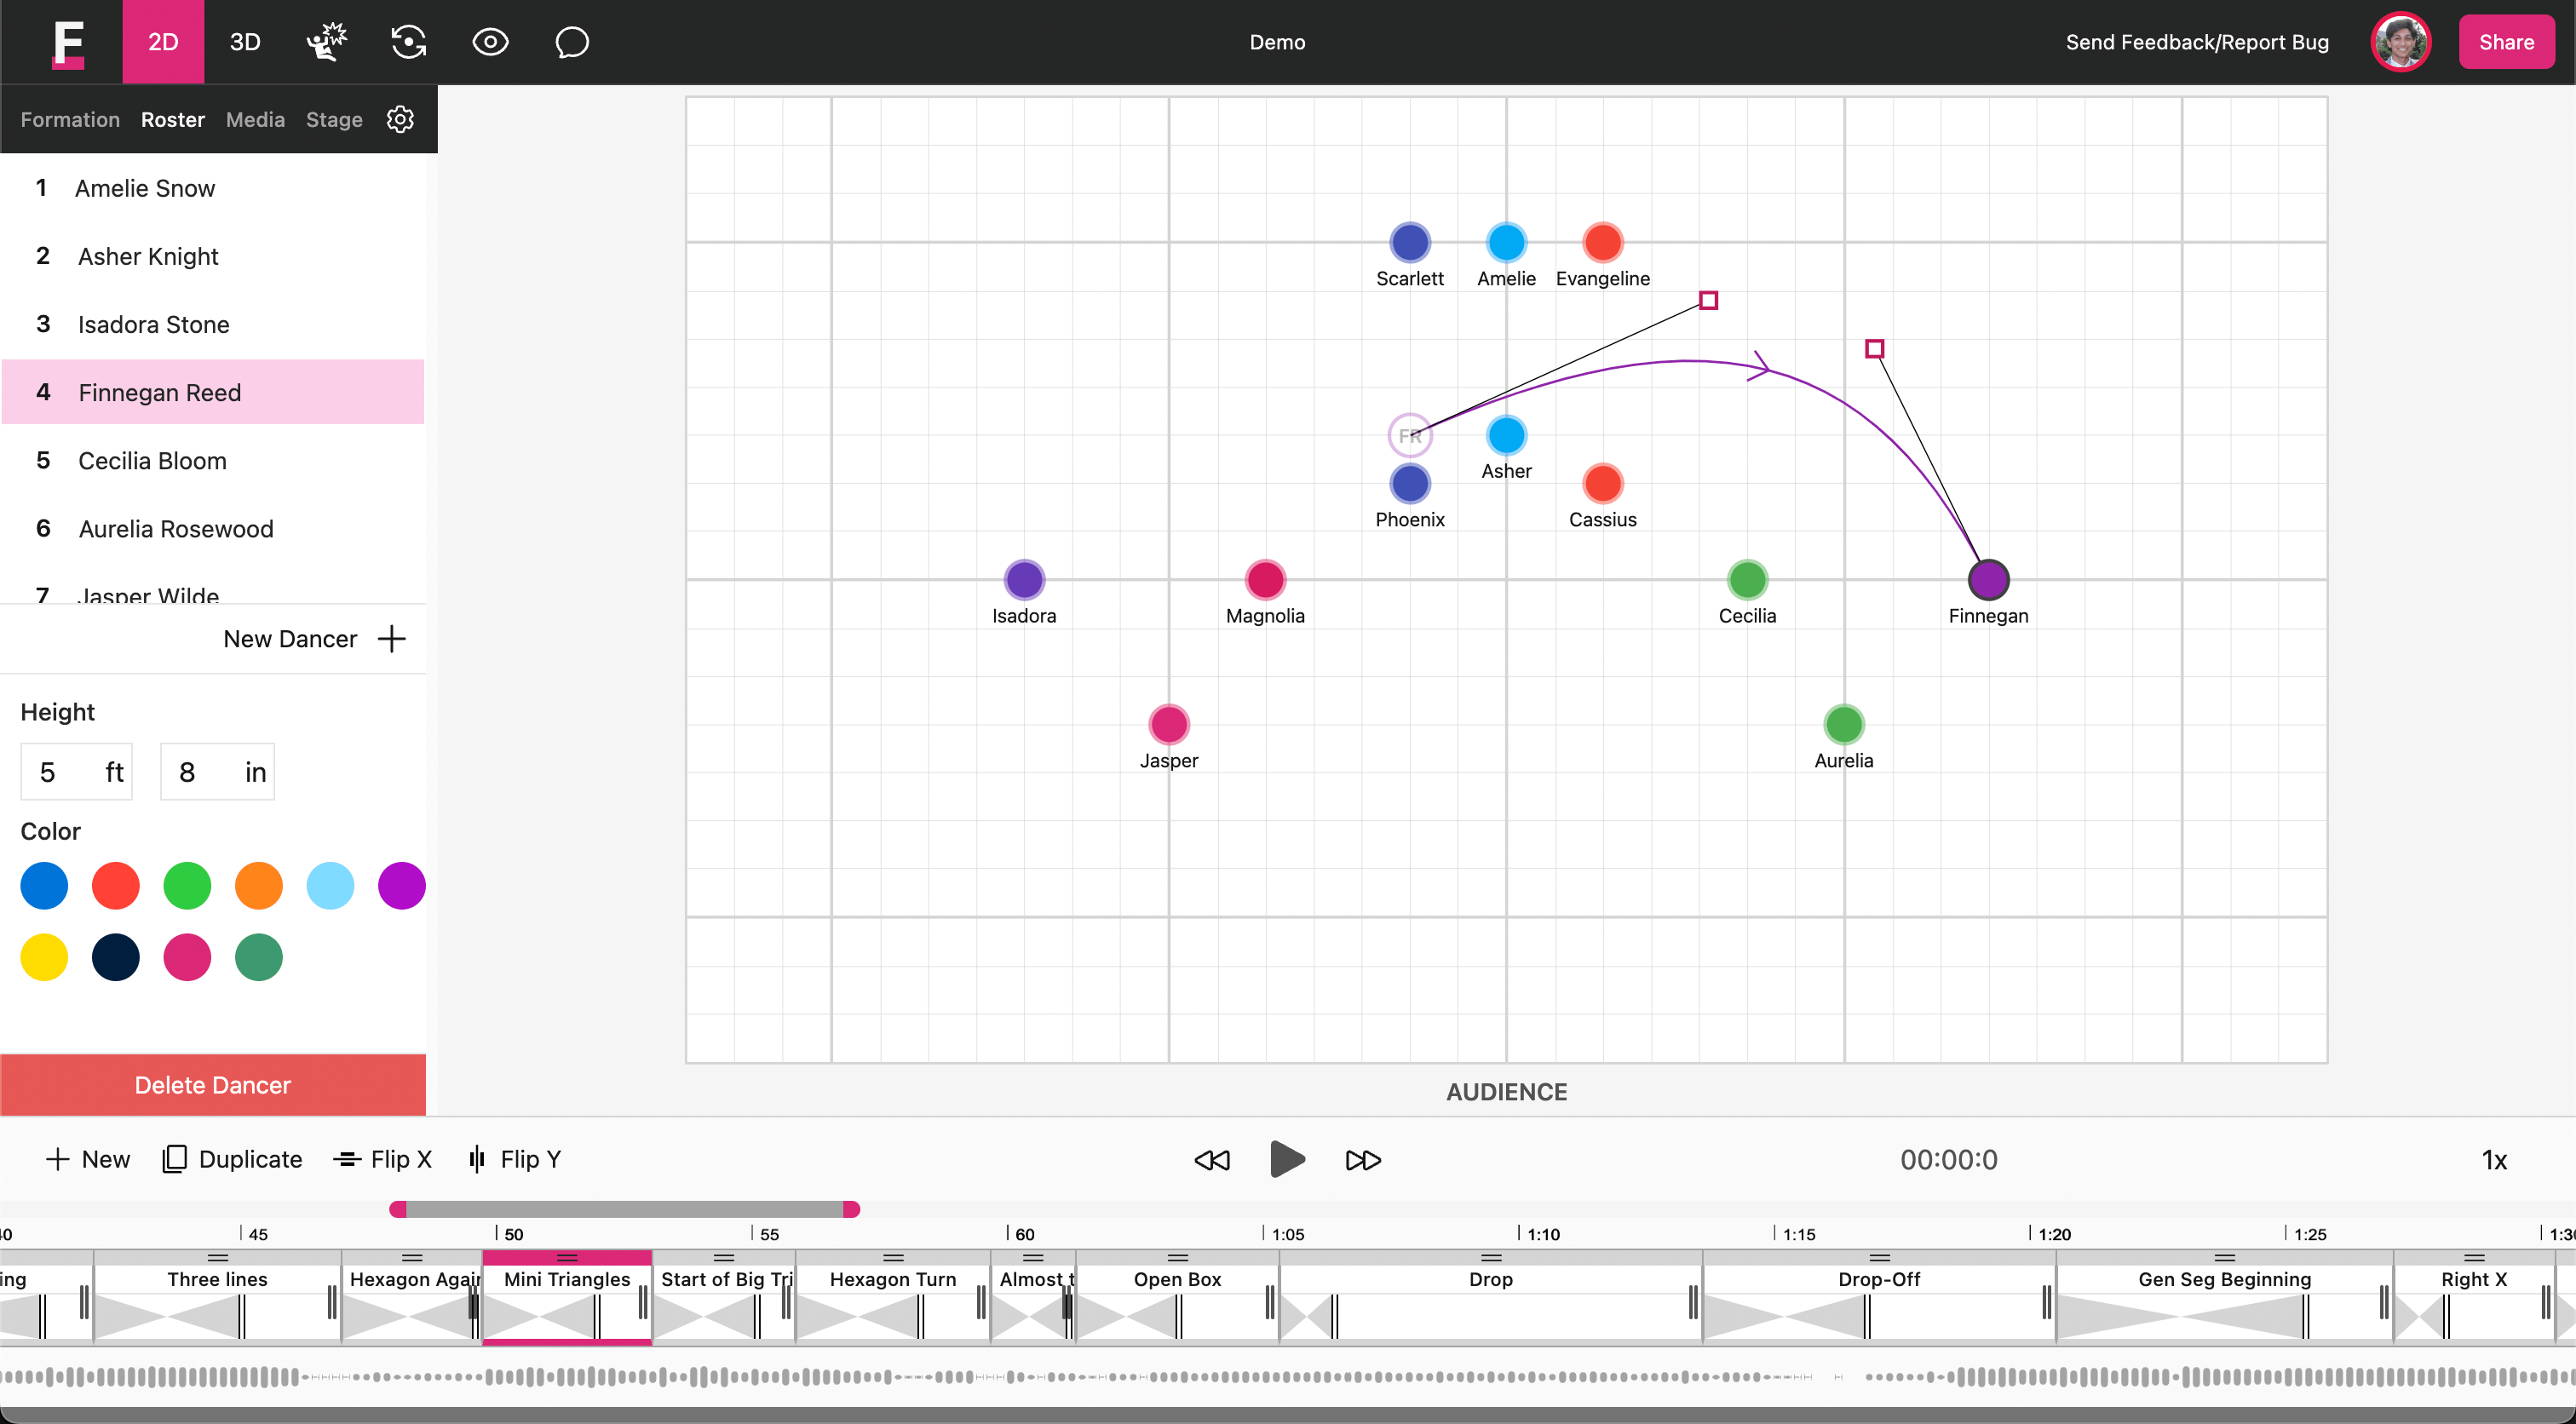 F
2D
3D
Demo
Send Feedback/Report Bug
Share
Formation
Roster
Media
Stage
1 Amelie Snow
2 Asher Knight
3 Isadora Stone
4 Finnegan Reed
5 Cecilia Bloom
6 Aurelia Rosewood
7 Jasper Wilde
New Dancer
Height
5 ft 8 in
Color
Delete Dancer
Scarlett
Amelie
Evangeline
FR
Asher
Phoenix
Cassius
Isadora
Magnolia
Cecilia
Finnegan
Jasper
Aurelia
AUDIENCE
New
Duplicate
Flip X
Flip Y
00:00:0
1x
45 50 55 60 1:05 1:10 1:15 1:20 1:25
ing
Three lines
Hexagon Again
Mini Triangles
Start of Big Tri
Hexagon Turn
Almost t
Open Box
Drop
Drop-Off
Gen Seg Beginning
Right X